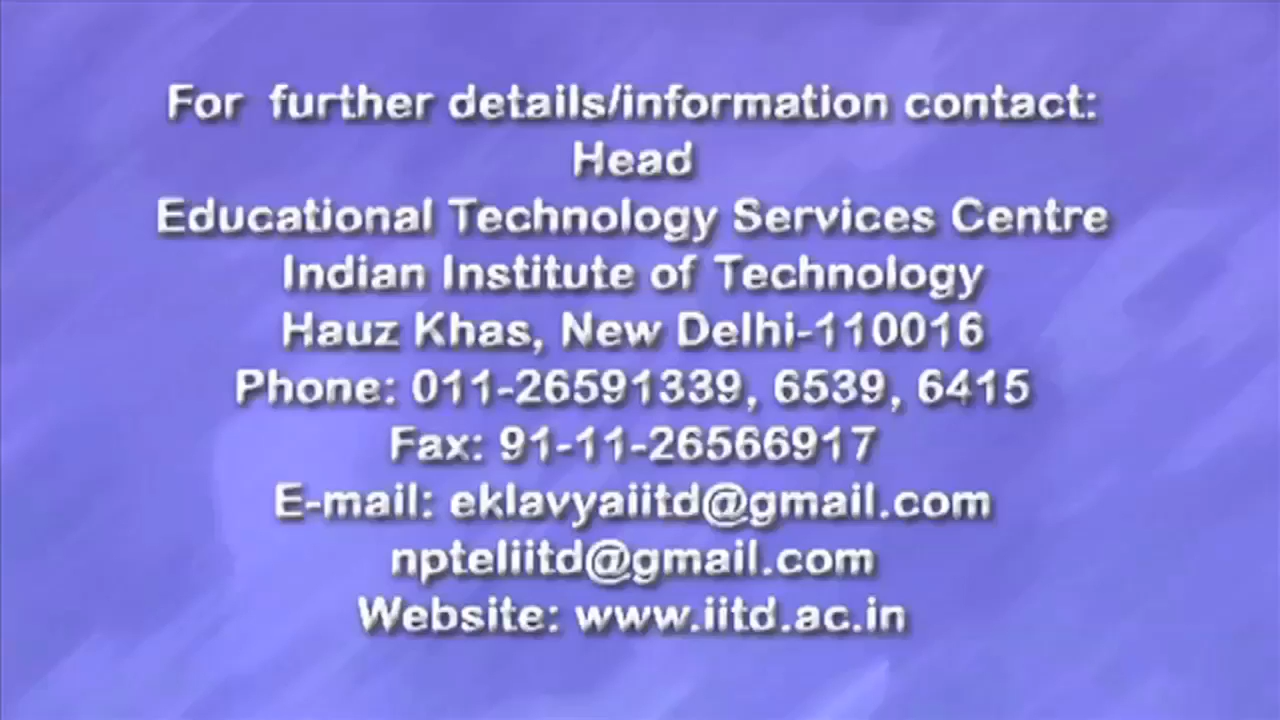 For further details/information contact:
Head
Educational Technology Services Centre
Indian Institute of Technology
Hauz Khas, New Delhi-110016
Phone: 011-26591339, 6539, 6415
Fax: 91-11-26566917
E-mail: eklavyaiitd@gmail.com
npteliitd@gmail.com
Website: www.iitd.ac.in